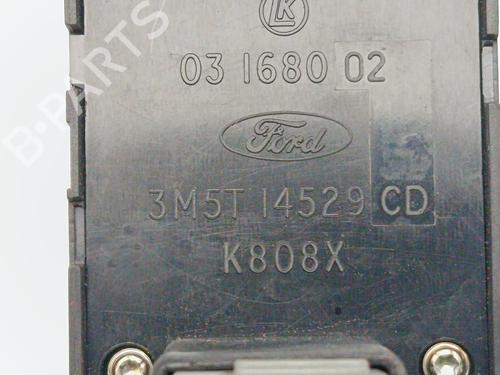 LK
03 1680 02
Ford
3M5T 14529 CD
K808X
B-PARTS